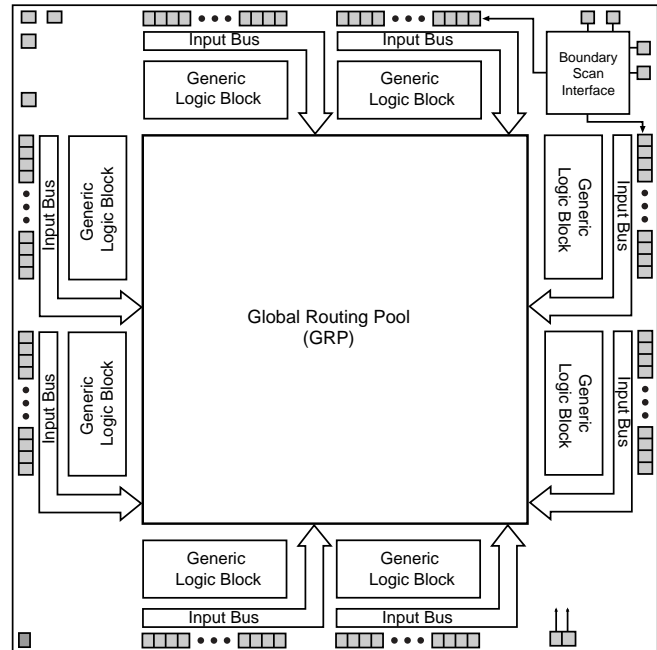 Input Bus
Input Bus
Generic
Logic Block
Generic
Logic Block
Boundary
Scan
Interface
Input Bus
Generic
Logic Block
Generic
Logic Block
Input Bus
Global Routing Pool
(GRP)
Input Bus
Generic
Logic Block
Generic
Logic Block
Input Bus
Generic
Logic Block
Generic
Logic Block
Input Bus
Input Bus